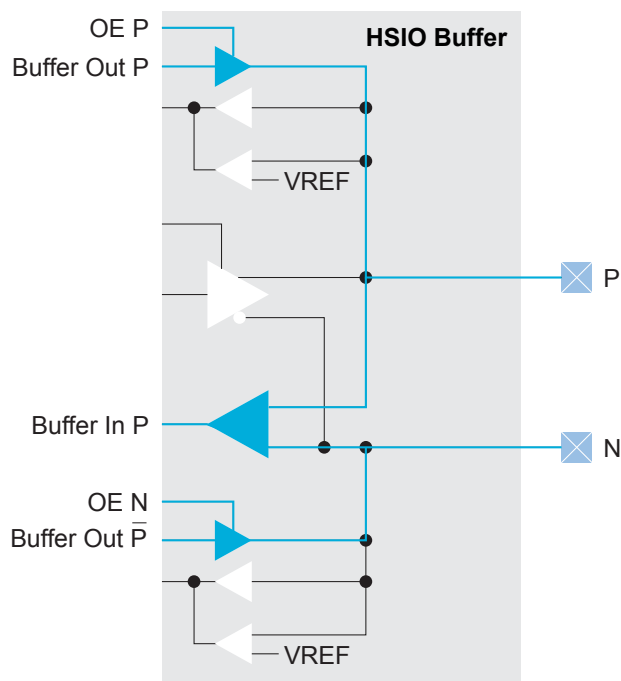 OE P
HSIO Buffer
Buffer Out P
VREF
P
Buffer In P
N
OE N
Buffer Out P̅
VREF